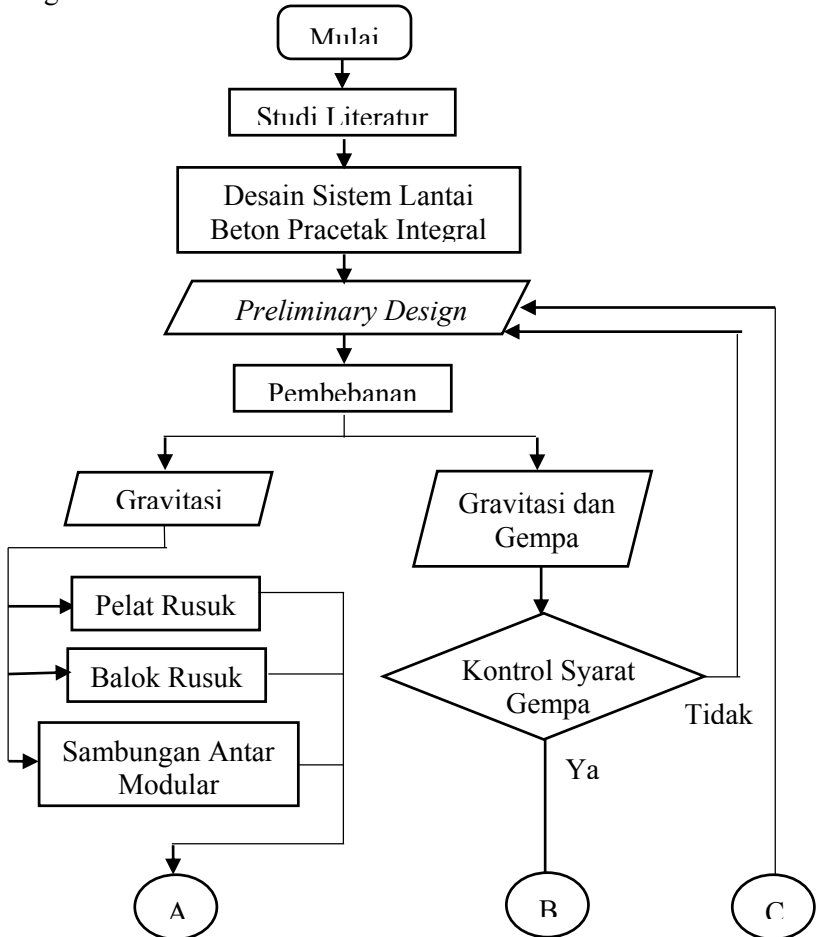 Mulai
Studi Literatur
Desain Sistem Lantai
Beton Pracetak Integral
Preliminary Design
Pembebanan
Gravitasi
Gravitasi dan
Gempa
Pelat Rusuk
Balok Rusuk
Kontrol Syarat
Gempa
Tidak
Sambungan Antar
Modular
Ya
A
B
C